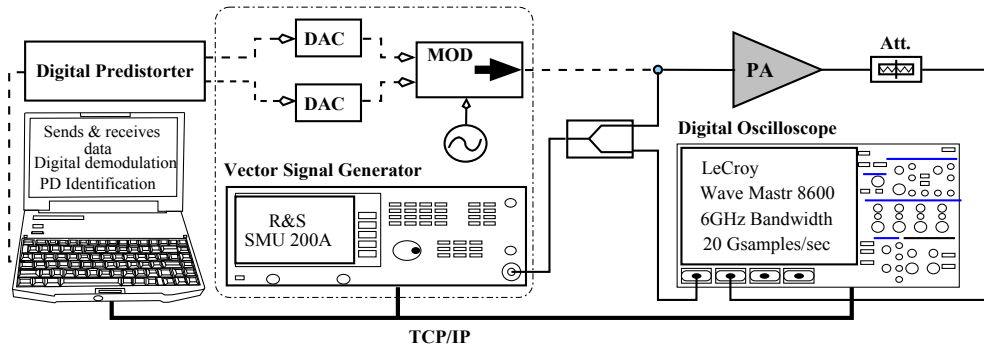 DAC
MOD
Att.
Digital Predistorter
PA
DAC
Sends & receives
data
Digital demodulation
PD Identification
Digital Oscilloscope
Vector Signal Generator
LeCroy
Wave Mastr 8600
6GHz Bandwidth
20 Gsamples/sec
R&S
SMU 200A
TCP/IP